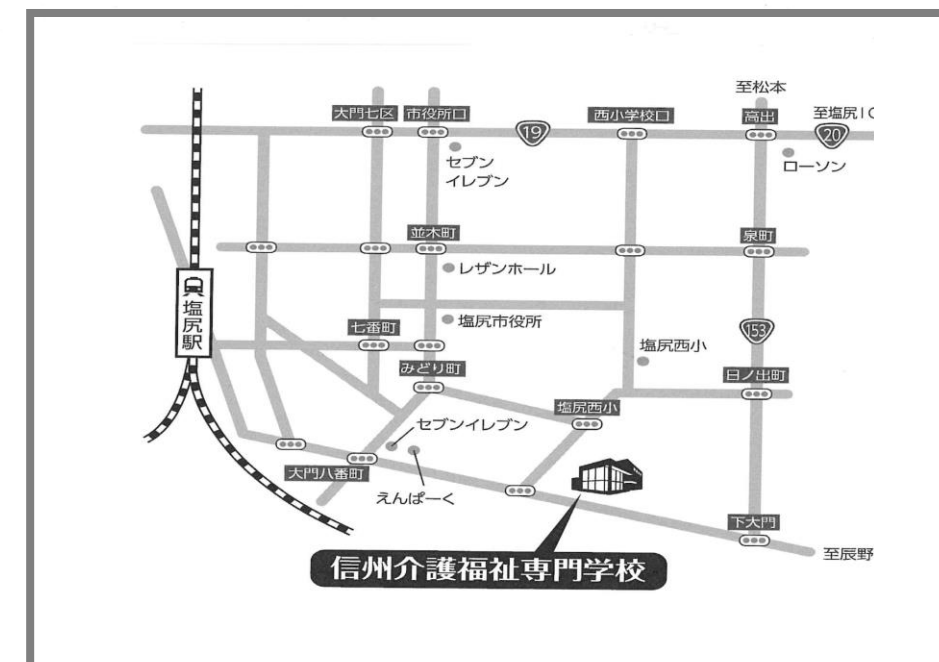 至松本
大門七区
市役所口
西小学校口
高出
至塩尻IC
19
20
セブン
イレブン
ローソン
並木町
泉町
レザンホール
塩尻駅
七番町
塩尻市役所
153
塩尻西小
みどり町
日ノ出町
塩尻西小
セブンイレブン
大門八番町
えんぱーく
下大門
至辰野
信州介護福祉専門学校